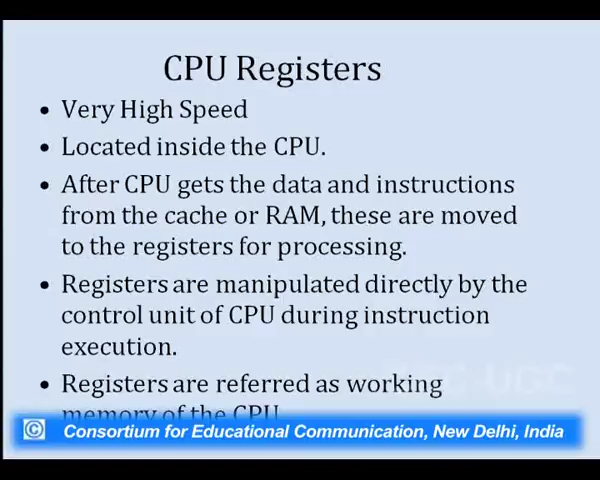 CPU Registers
• Very High Speed
• Located inside the CPU.
• After CPU gets the data and instructions
from the cache or RAM, these are moved
to the registers for processing.
• Registers are manipulated directly by the
control unit of CPU during instruction
execution.
• Registers are referred as working
memory of the CPU
© Consortium for Educational Communication, New Delhi, India